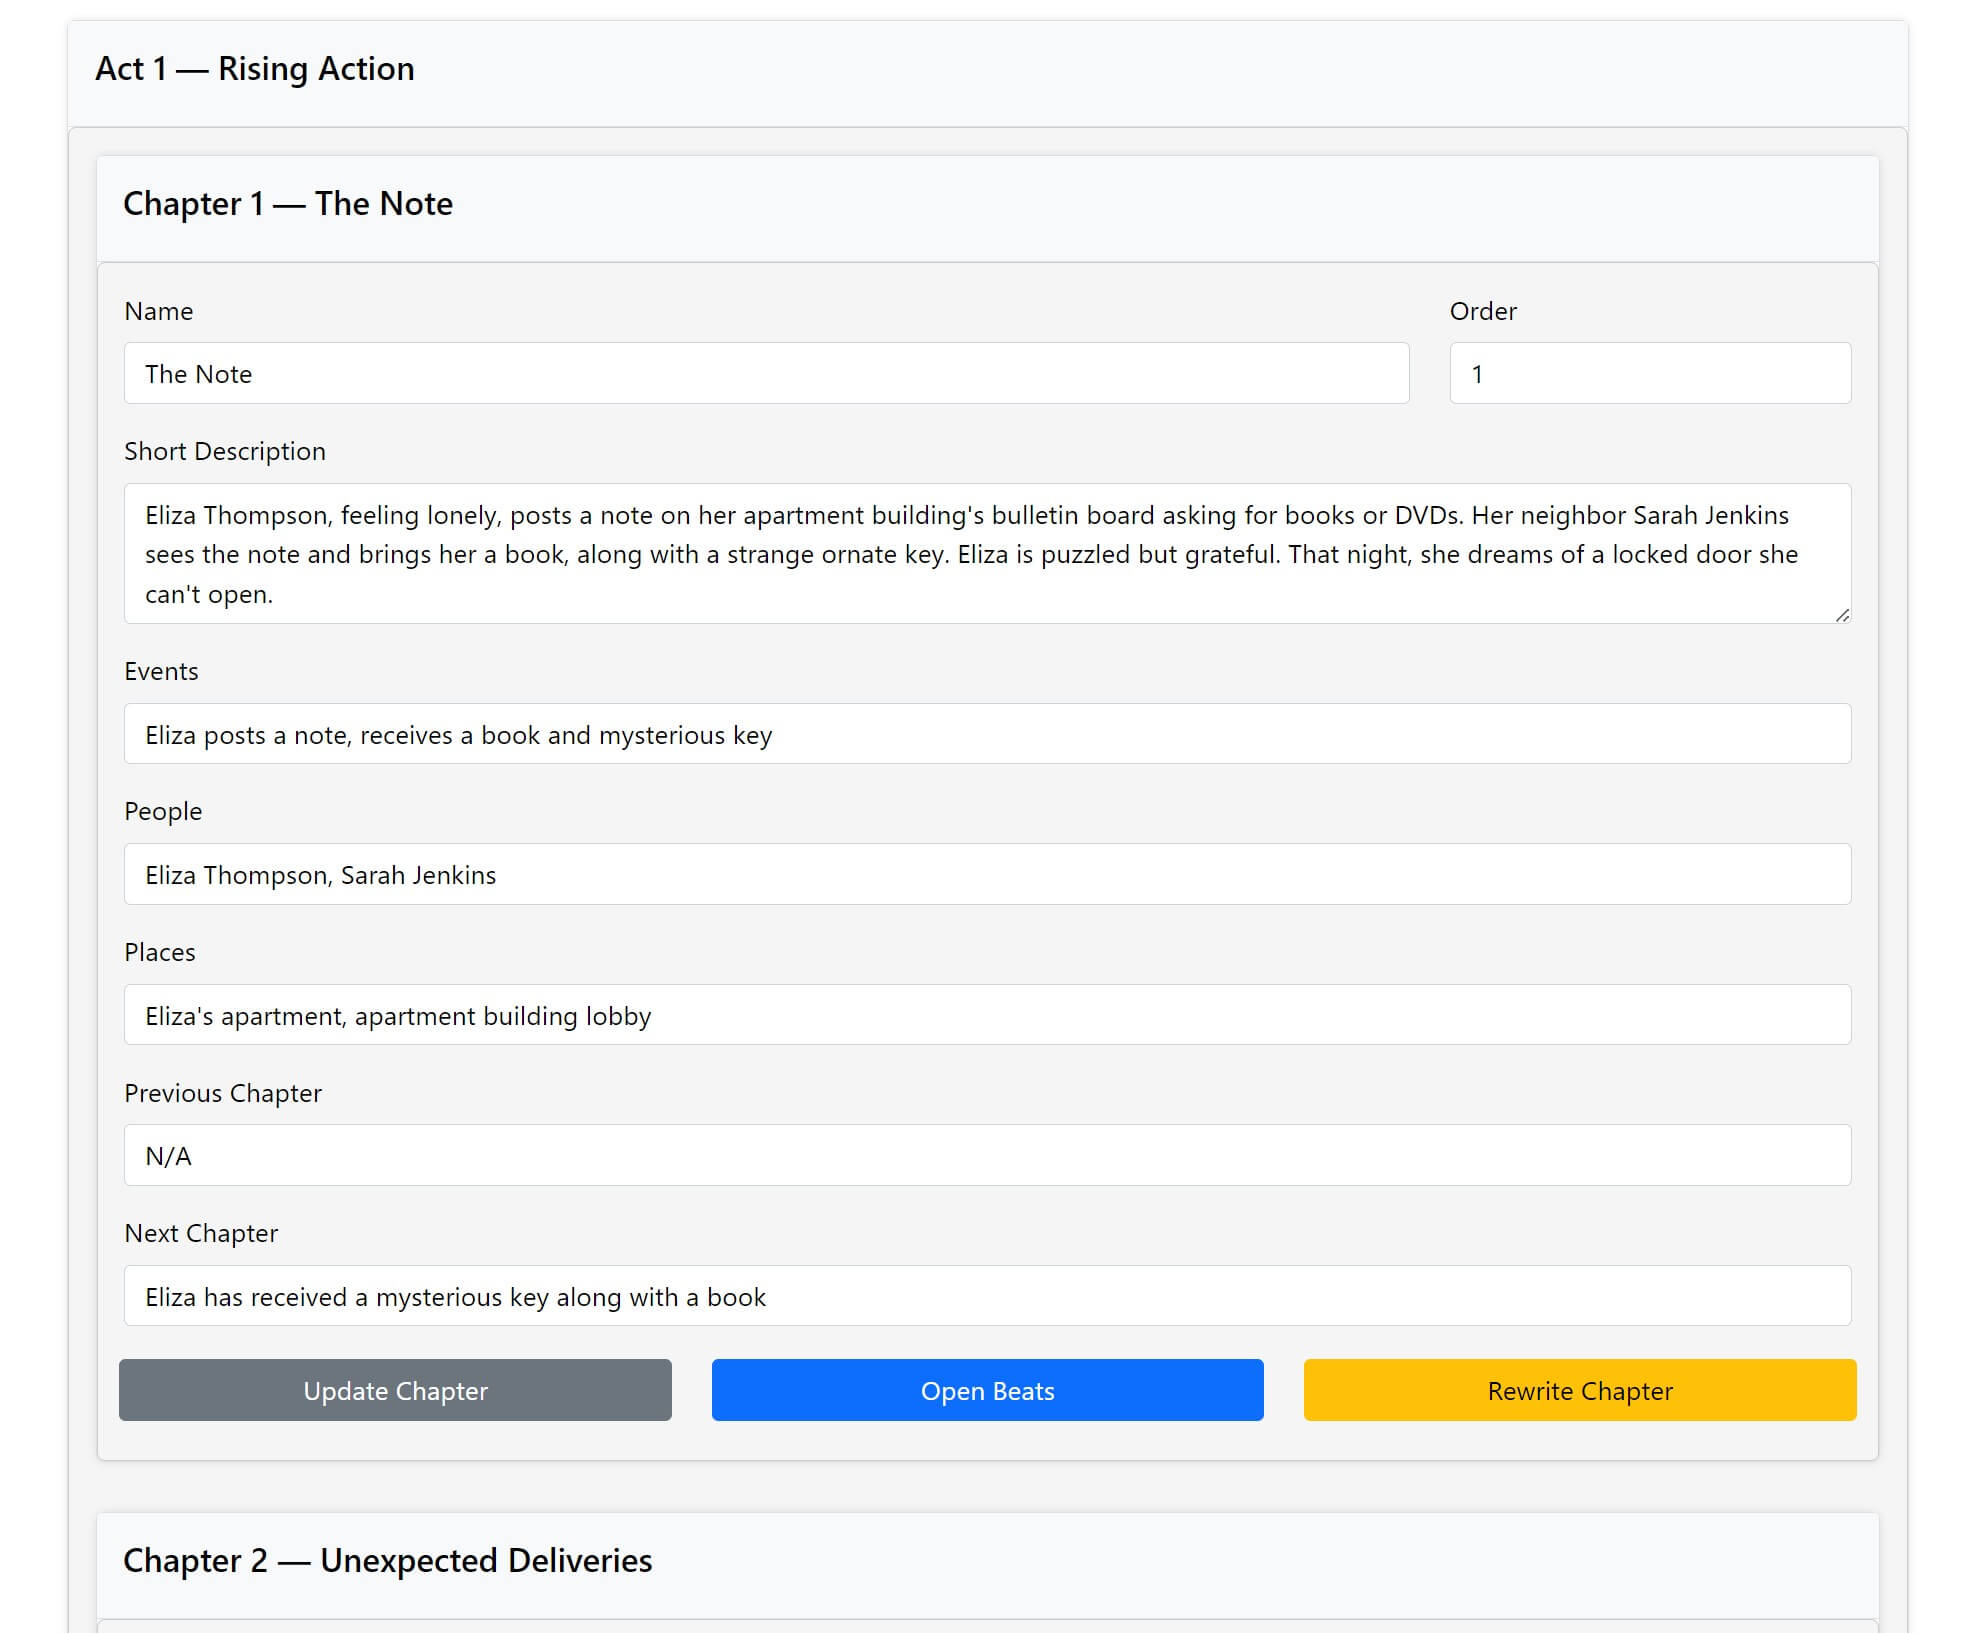 Act 1 — Rising Action
Chapter 1 — The Note
Name
Order
The Note
1
Short Description
Eliza Thompson, feeling lonely, posts a note on her apartment building's bulletin board asking for books or DVDs. Her neighbor Sarah Jenkins
sees the note and brings her a book, along with a strange ornate key. Eliza is puzzled but grateful. That night, she dreams of a locked door she
can't open.
Events
Eliza posts a note, receives a book and mysterious key
People
Eliza Thompson, Sarah Jenkins
Places
Eliza's apartment, apartment building lobby
Previous Chapter
N/A
Next Chapter
Eliza has received a mysterious key along with a book
Update Chapter
Open Beats
Rewrite Chapter
Chapter 2 — Unexpected Deliveries